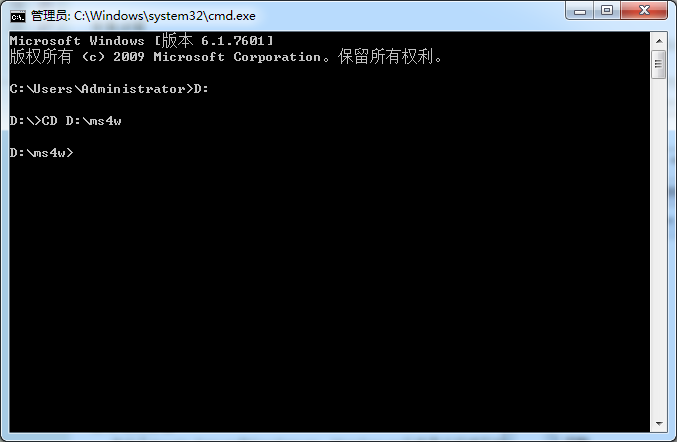 管理员: C:\Windows\system32\cmd.exe
Microsoft Windows [版本 6.1.7601]
版权所有 (c) 2009 Microsoft Corporation。保留所有权利。
C:\Users\Administrator>D:
D:\>CD D:\ms4w
D:\ms4w>